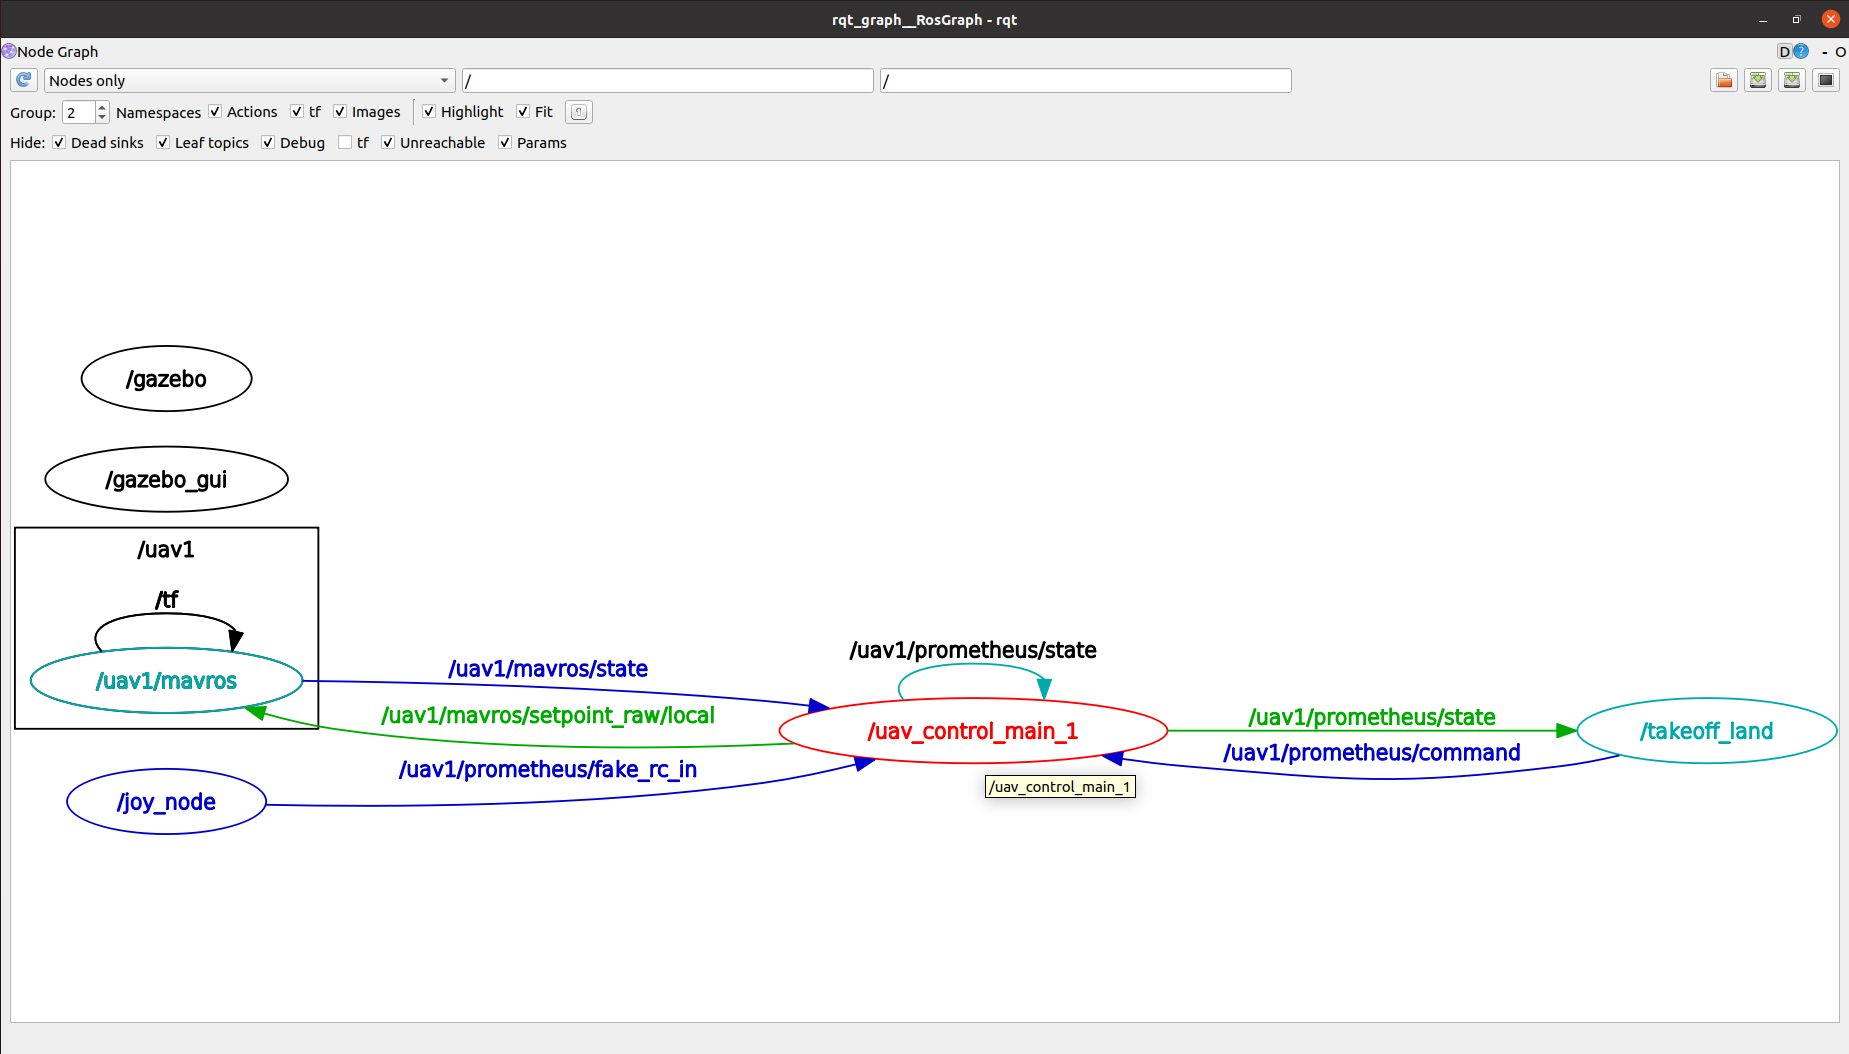 rqt_graph__RosGraph - rqt
Node Graph
D ? - O
Nodes only / /
Group: 2 Namespaces Actions tf Images Highlight Fit
Hide: Dead sinks Leaf topics Debug tf Unreachable Params
/gazebo
/gazebo_gui
/uav1
/tf
/uav1/mavros
/uav1/mavros/state
/uav1/mavros/setpoint_raw/local
/uav1/prometheus/fake_rc_in
/joy_node
/uav1/prometheus/state
/uav_control_main_1
/uav_control_main_1
/uav1/prometheus/state
/uav1/prometheus/command
/takeoff_land